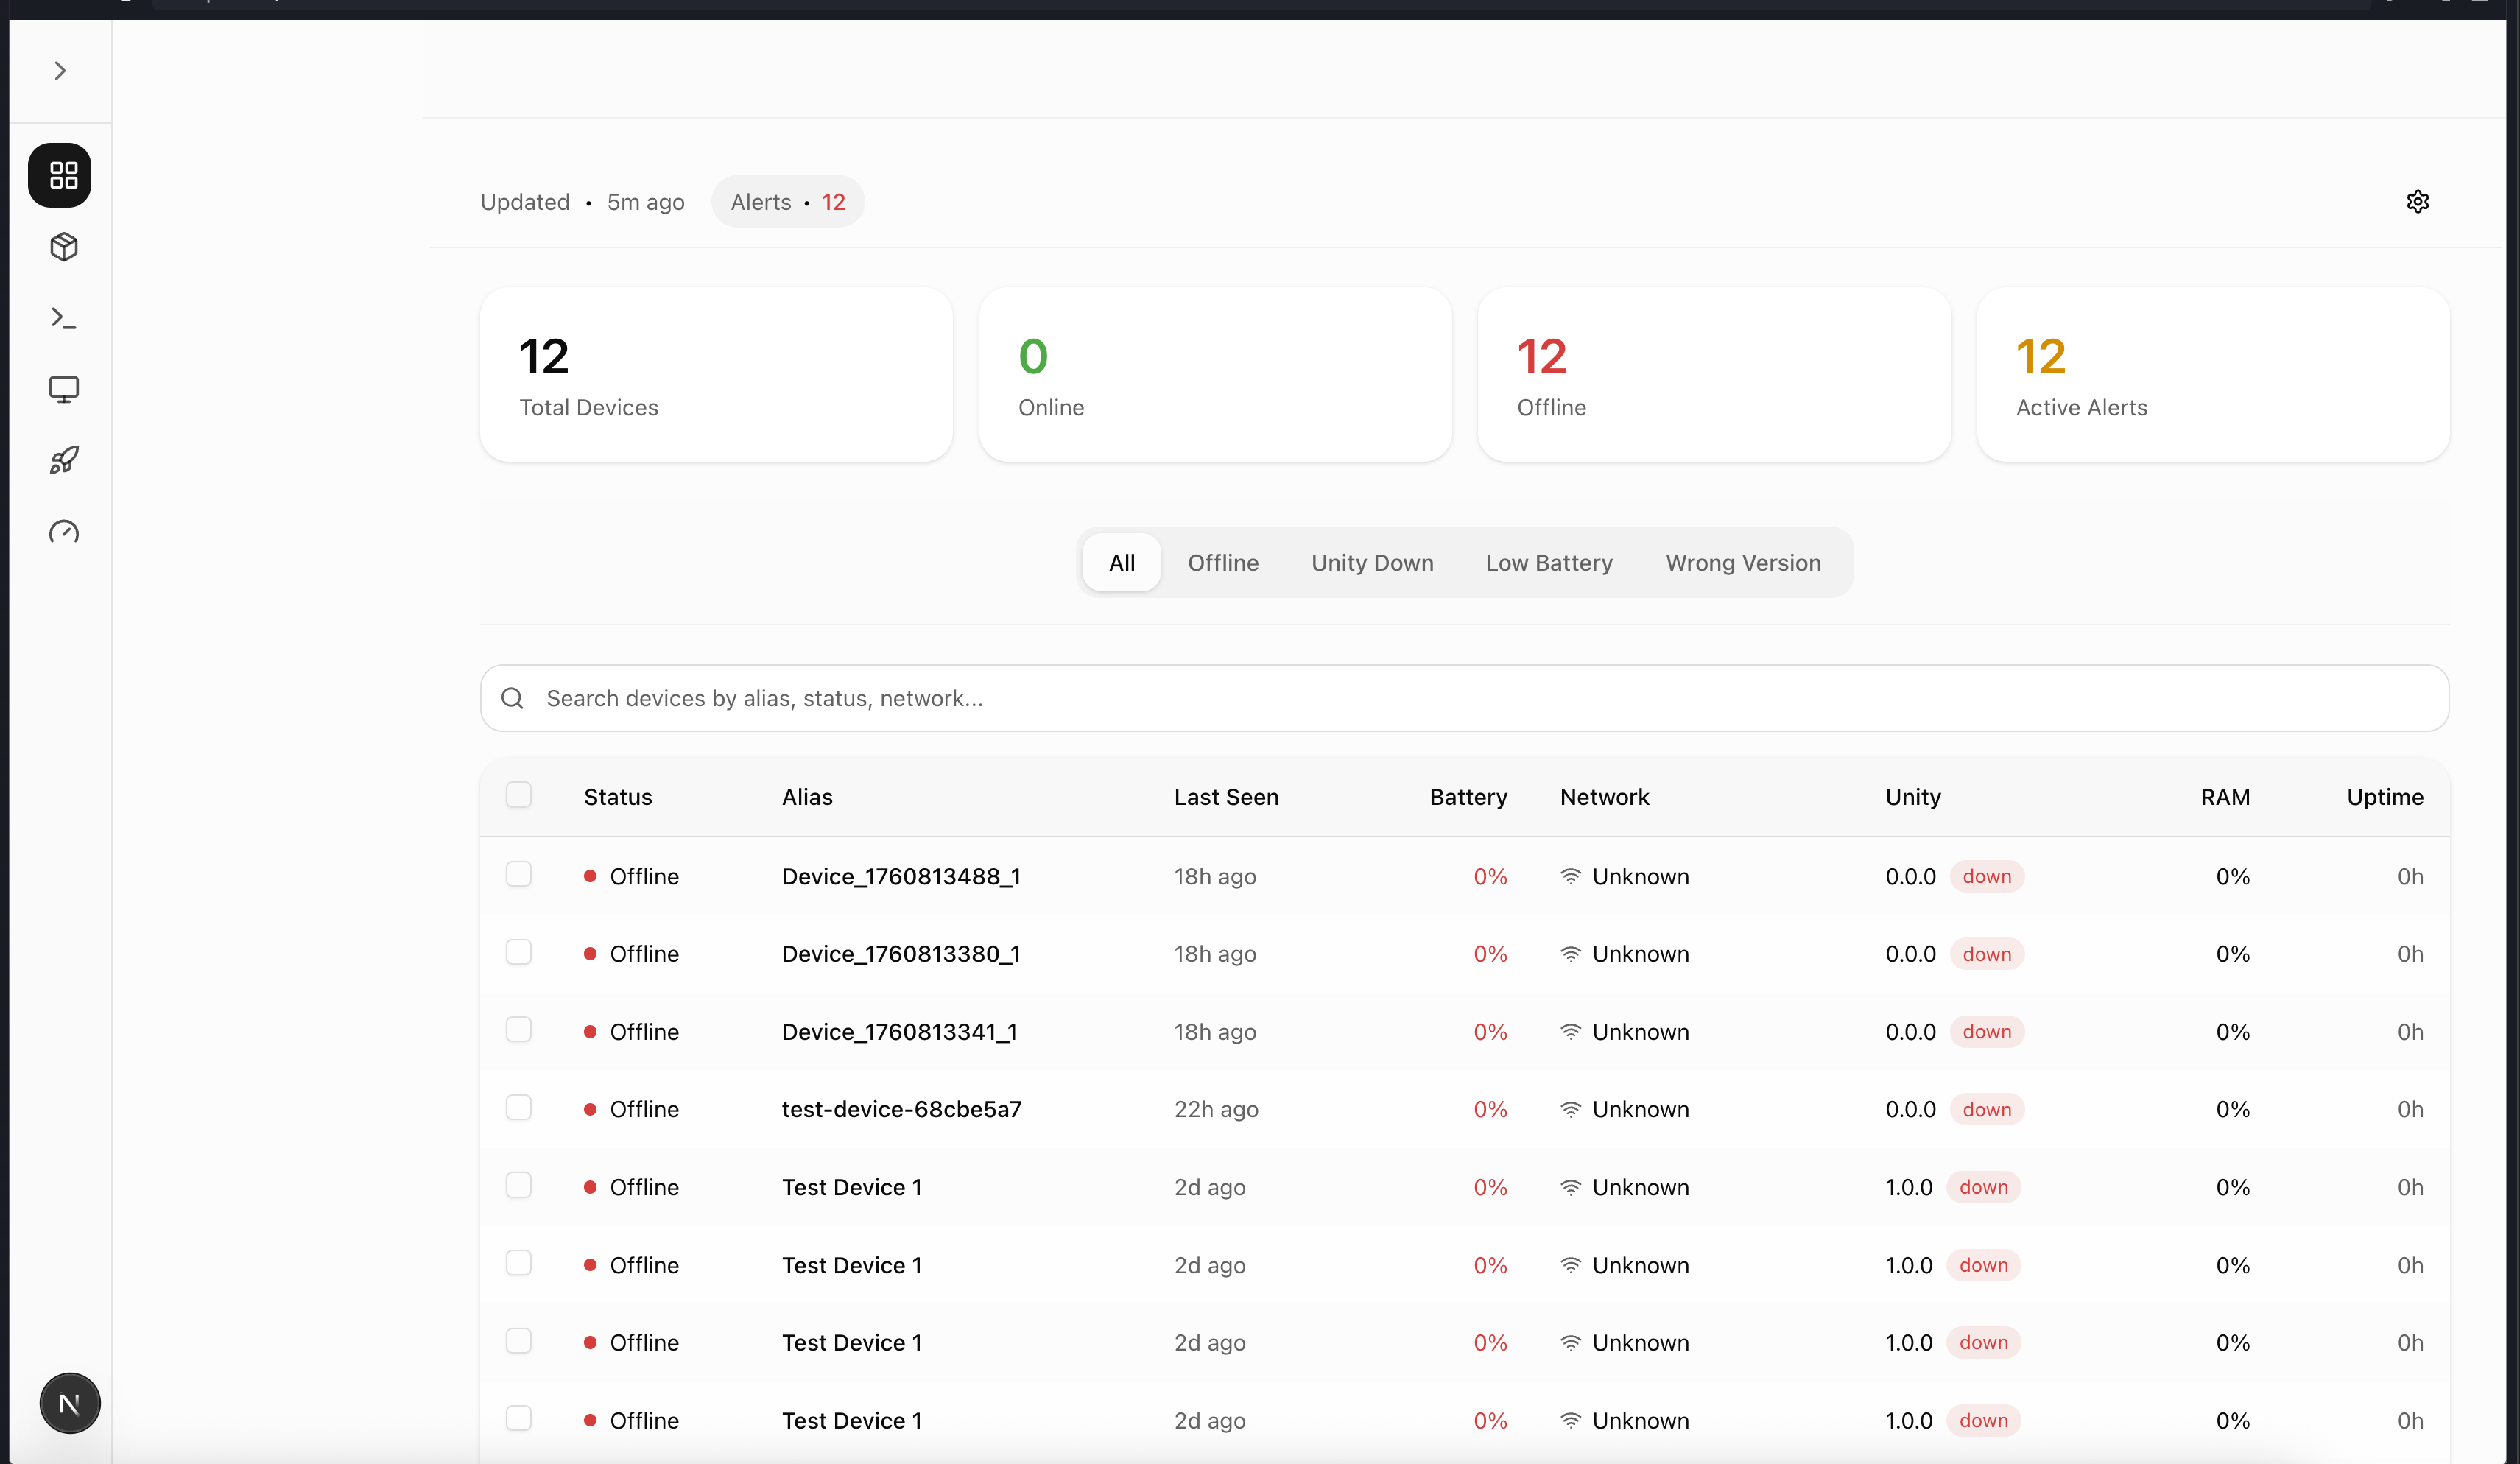 Updated • 5m ago Alerts • 12
12 0 12 12
Total Devices Online Offline Active Alerts
All Offline Unity Down Low Battery Wrong Version
Search devices by alias, status, network...
Status Alias Last Seen Battery Network Unity RAM Uptime
Offline Device_1760813488_1 18h ago 0% Unknown 0.0.0 down 0% 0h
Offline Device_1760813380_1 18h ago 0% Unknown 0.0.0 down 0% 0h
Offline Device_1760813341_1 18h ago 0% Unknown 0.0.0 down 0% 0h
Offline test-device-68cbe5a7 22h ago 0% Unknown 0.0.0 down 0% 0h
Offline Test Device 1 2d ago 0% Unknown 1.0.0 down 0% 0h
Offline Test Device 1 2d ago 0% Unknown 1.0.0 down 0% 0h
Offline Test Device 1 2d ago 0% Unknown 1.0.0 down 0% 0h
Offline Test Device 1 2d ago 0% Unknown 1.0.0 down 0% 0h
N